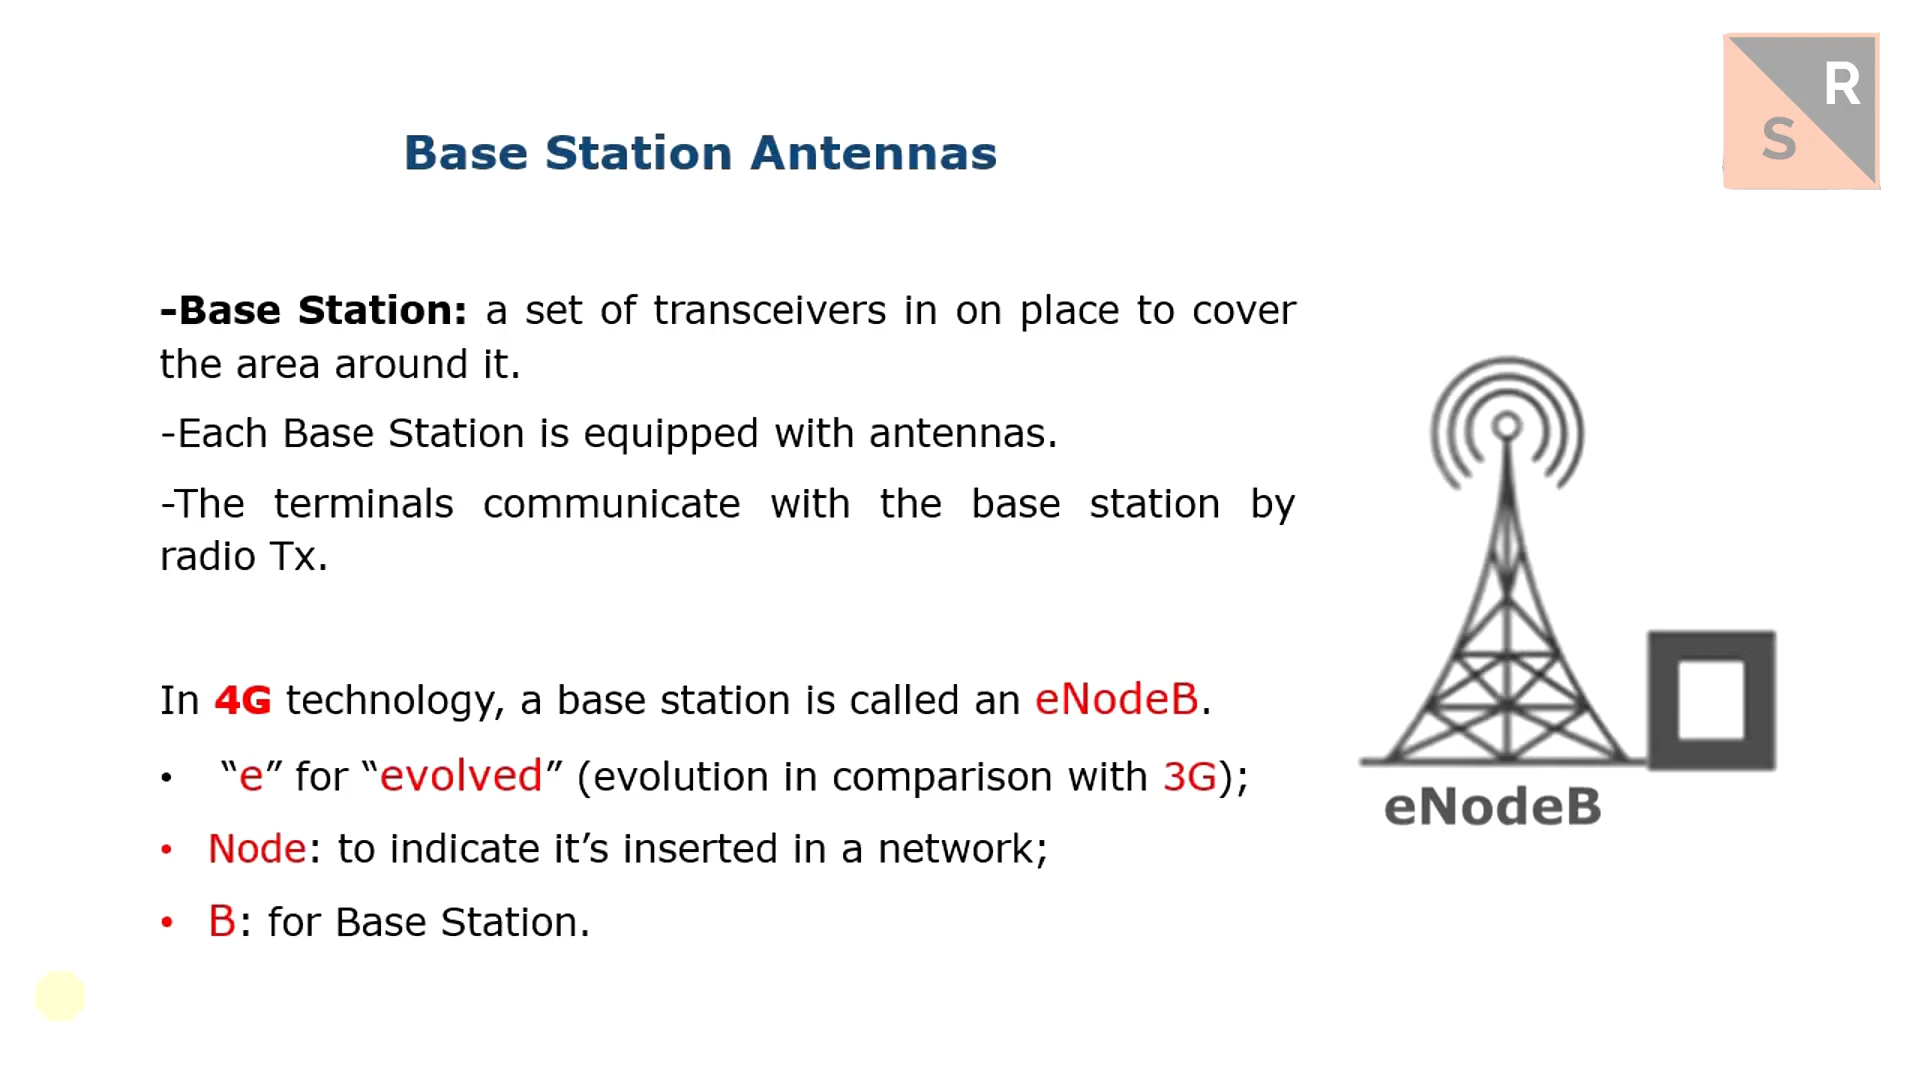 R
S
Base Station Antennas
-Base Station: a set of transceivers in on place to cover
the area around it.
-Each Base Station is equipped with antennas.
-The terminals communicate with the base station by
radio Tx.
In 4G technology, a base station is called an eNodeB.
• “e” for “evolved” (evolution in comparison with 3G);
• Node: to indicate it’s inserted in a network;
• B: for Base Station.
eNodeB